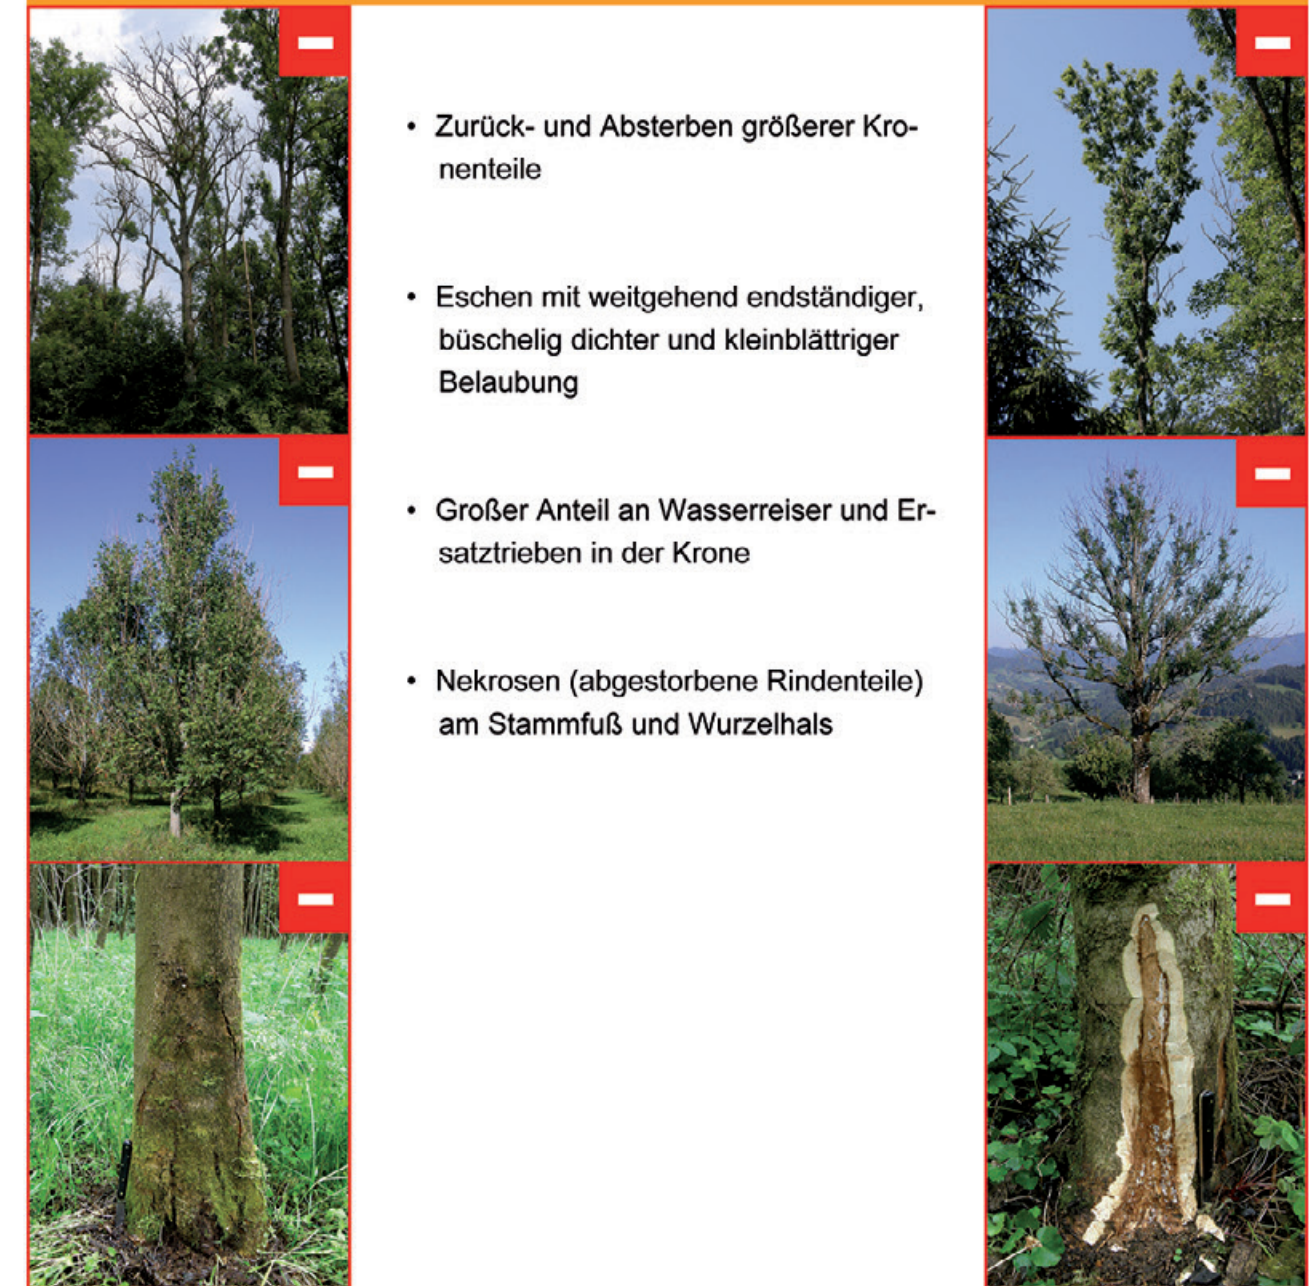 • Zurück- und Absterben größerer Kro-
nenteile
• Eschen mit weitgehend endständiger,
büschelig dichter und kleinblättriger
Belaubung
• Großer Anteil an Wasserreiser und Er-
satztrieben in der Krone
• Nekrosen (abgestorbene Rindenteile)
am Stammfuß und Wurzelhals